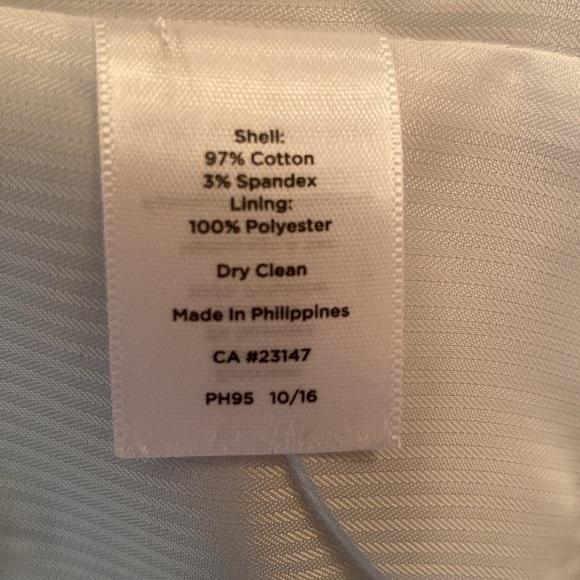 Shell:
97% Cotton
3% Spandex
Lining:
100% Polyester
Dry Clean
Made In Philippines
CA #23147
PH95 10/16